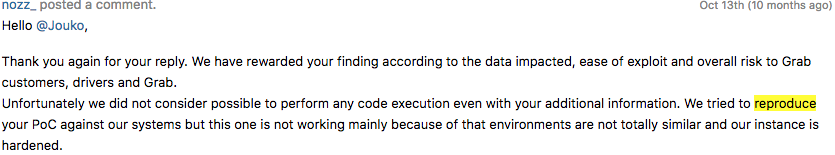 nozz_ posted a comment. Oct 13th (10 months ago)
Hello @Jouko,
Thank you again for your reply. We have rewarded your finding according to the data impacted, ease of exploit and overall risk to Grab
customers, drivers and Grab.
Unfortunately we did not consider possible to perform any code execution even with your additional information. We tried to reproduce
your PoC against our systems but this one is not working mainly because of that environments are not totally similar and our instance is
hardened.